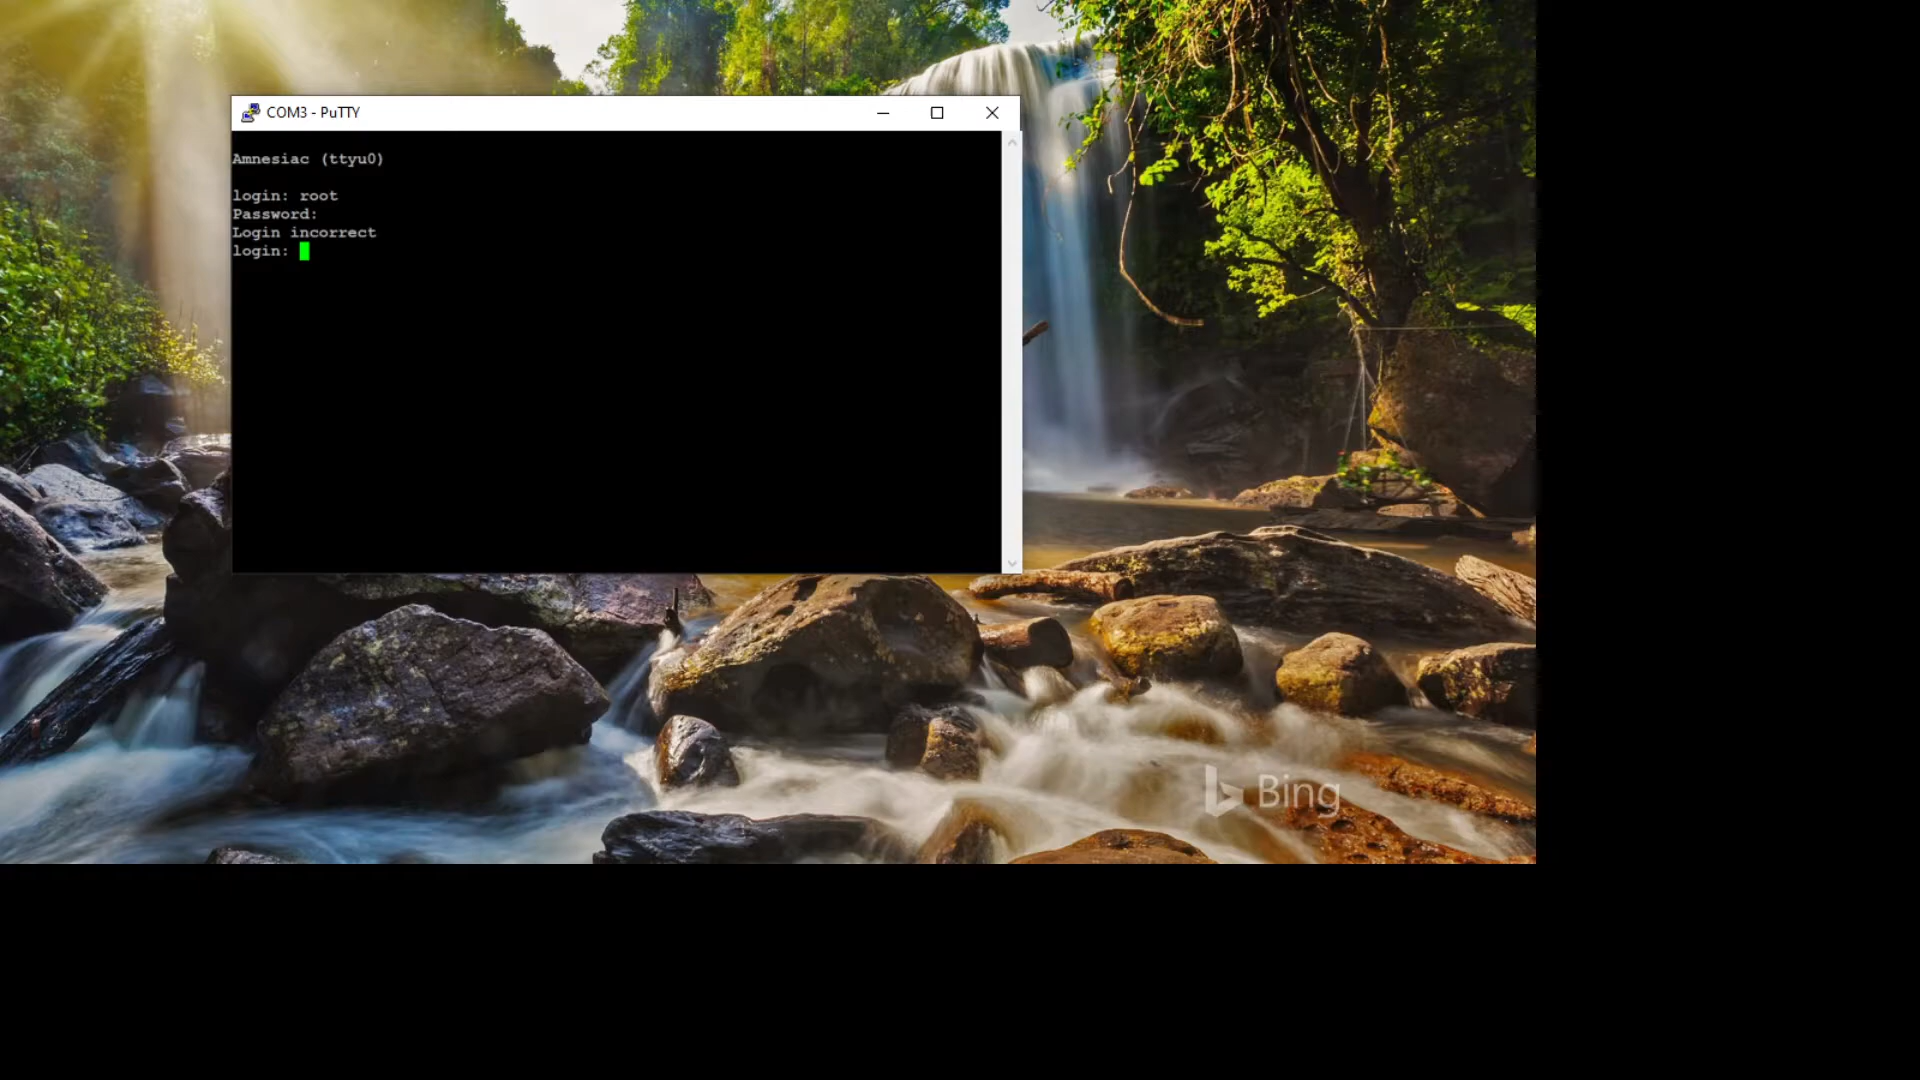 COM3 - PuTTY
Amnesiac (ttyu0)
login: root
Password:
Login incorrect
login:
Bing